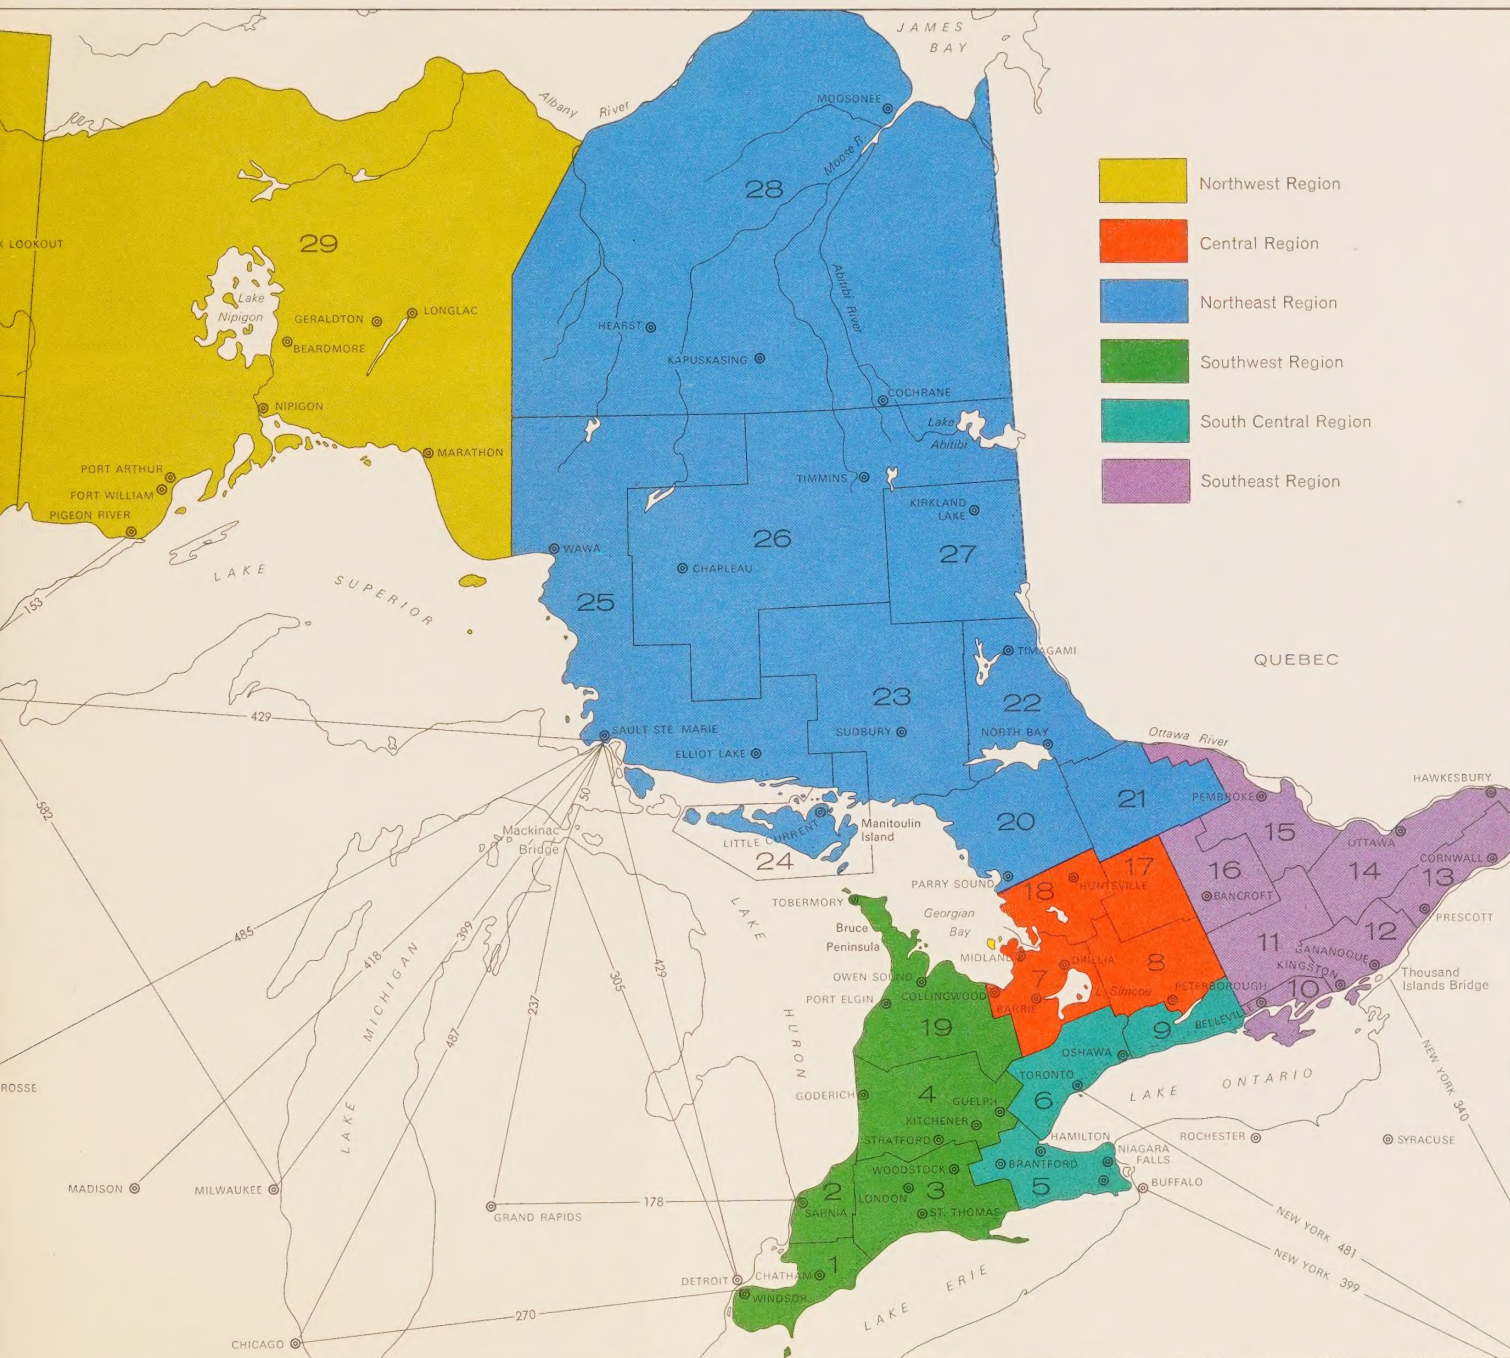 JAMES
BAY
Albany River
MOOSONEE
Moose R.
28
Northwest Region
Central Region
Northeast Region
Southwest Region
South Central Region
Southeast Region
LOOKOUT
29
Lake
Nipigon
GERALDTON
LONGLAC
BEARDMORE
NIPIGON
MARATHON
PORT ARTHUR
FORT WILLIAM
PIGEON RIVER
HEARST
KAPUSKASING
Abitibi River
COCHRANE
Lake
Abitibi
TIMMINS
KIRKLAND
LAKE
26
27
WAWA
CHAPLEAU
25
LAKE SUPERIOR
153
TIMAGAMI
QUEBEC
23
22
SUDBURY
NORTH BAY
SAULT STE. MARIE
ELLIOT LAKE
429
Ottawa River
HAWKESBURY
582
50
Mackinac
Bridge
LITTLE CURRENT
24
Manitoulin
Island
20
21
PEMBROKE
15
OTTAWA
CORNWALL
14
13
16
BANCROFT
PRESCOTT
PARRY SOUND
18
HUNTSVILLE
17
TOBERMORY
Bruce
Peninsula
Georgian
Bay
11
12
GANANOQUE
KINGSTON
10
Thousand
Islands Bridge
MIDLAND
ORILLIA
8
7
L. Simcoe
PETERBOROUGH
BARRIE
BELLEVILLE
OWEN SOUND
PORT ELGIN
COLLINGWOOD
19
9
OSHAWA
TORONTO
6
LAKE HURON
LAKE MICHIGAN
LAKE
485
418
399
487
237
305
429
ROSSE
GODERICH
4
GUELPH
KITCHENER
STRATFORD
LAKE ONTARIO
NEW YORK 340
HAMILTON
NIAGARA
FALLS
ROCHESTER
SYRACUSE
WOODSTOCK
BRANTFORD
5
BUFFALO
2
LONDON
3
SARNIA
ST. THOMAS
MADISON
MILWAUKEE
GRAND RAPIDS
178
NEW YORK 481
NEW YORK 399
DETROIT
CHATHAM
1
WINDSOR
LAKE ERIE
270
CHICAGO